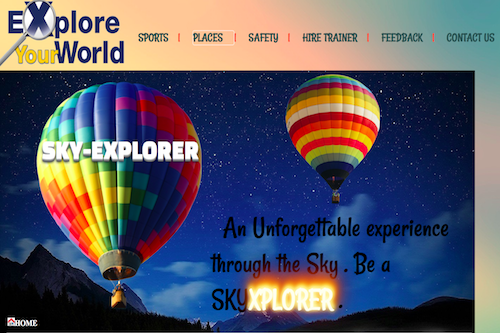 Explore
YourWorld
SPORTS | PLACES | SAFETY | HIRE TRAINER | FEEDBACK | CONTACT US
SKY-EXPLORER
An Unforgettable experience
through the Sky . Be a
SKYXPLORER .
HOME